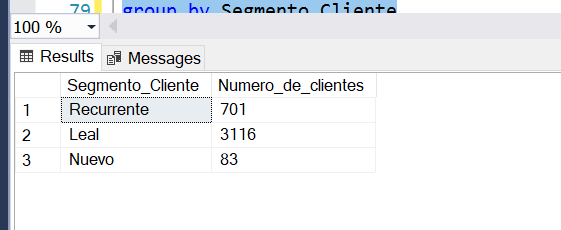 79 group by Segmento_Cliente
100 %
Results Messages
Segmento_Cliente Numero_de_clientes
1 Recurrente 701
2 Leal 3116
3 Nuevo 83